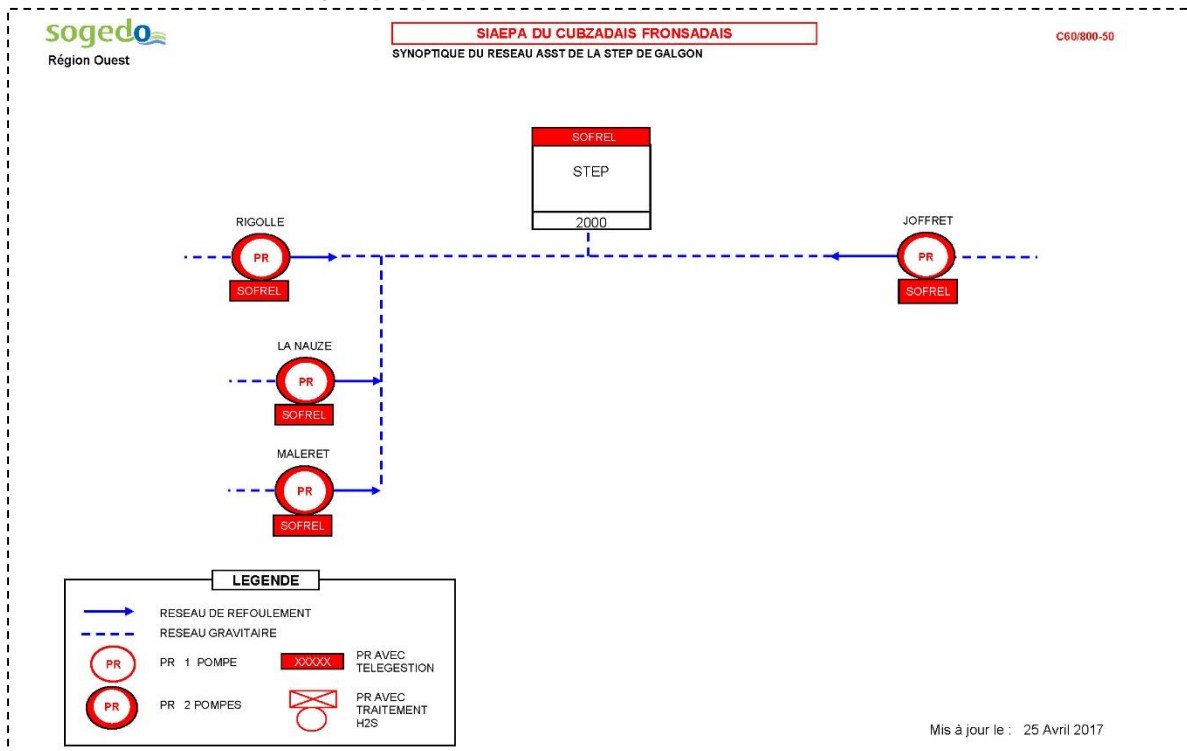 sogedo
Région Ouest
SIAEPA DU CUBZADAIS FRONSADAIS
SYNOPTIQUE DU RESEAU ASST DE LA STEP DE GALGON
C60/800-50
SOFREL
STEP
2000
RIGOLLE
PR
SOFREL
JOFFRET
PR
SOFREL
LA NAUZE
PR
SOFREL
MALERET
PR
SOFREL
LEGENDE
RESEAU DE REFOULEMENT
RESEAU GRAVITAIRE
PR
PR 1 POMPE
XXXXX
PR AVEC
TELEGESTION
PR
PR 2 POMPES
PR AVEC
TRAITEMENT
H2S
Mis à jour le : 25 Avril 2017